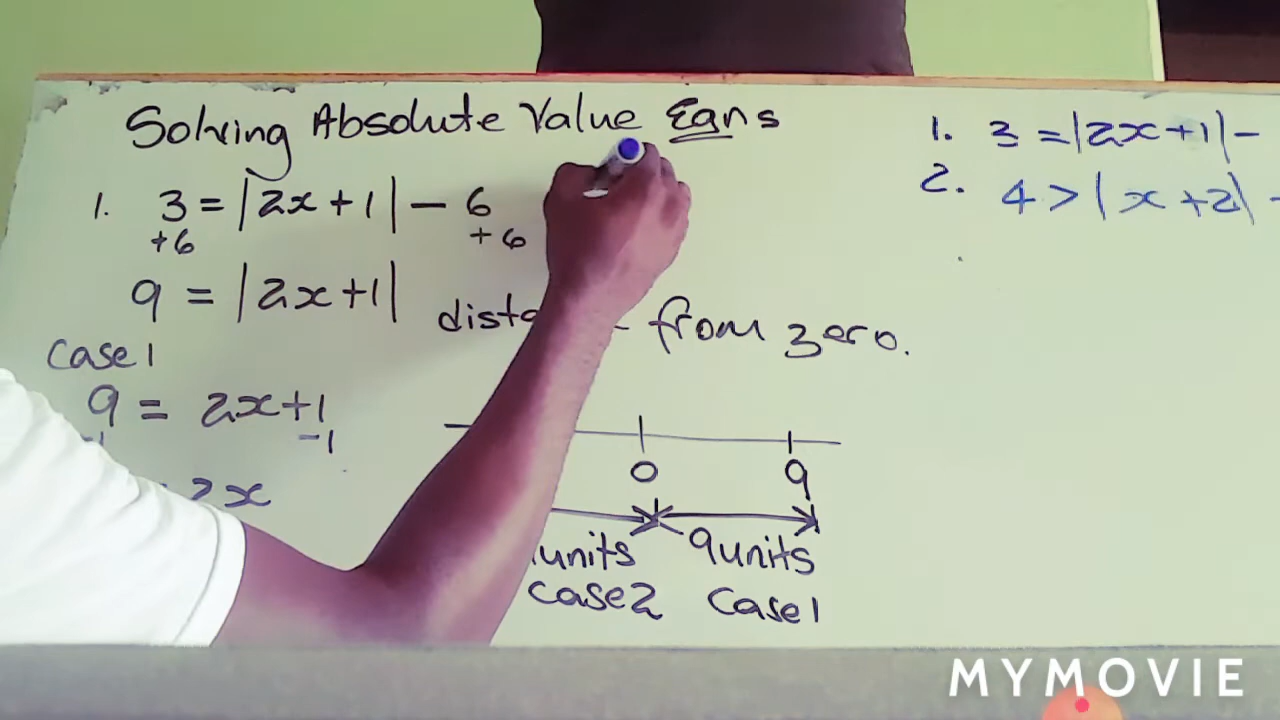 Solving Absolute Value Eqns
1. 3 = |2x + 1| - 6
+6 +6
9 = |2x+1|
from zero.
Case 1
9 = 2x+1
-1
2x
0 9
units 9units
Case2 Case1
1. 3 = |2x+1| -
2. 4 > |x+2| -
MYMOVIE